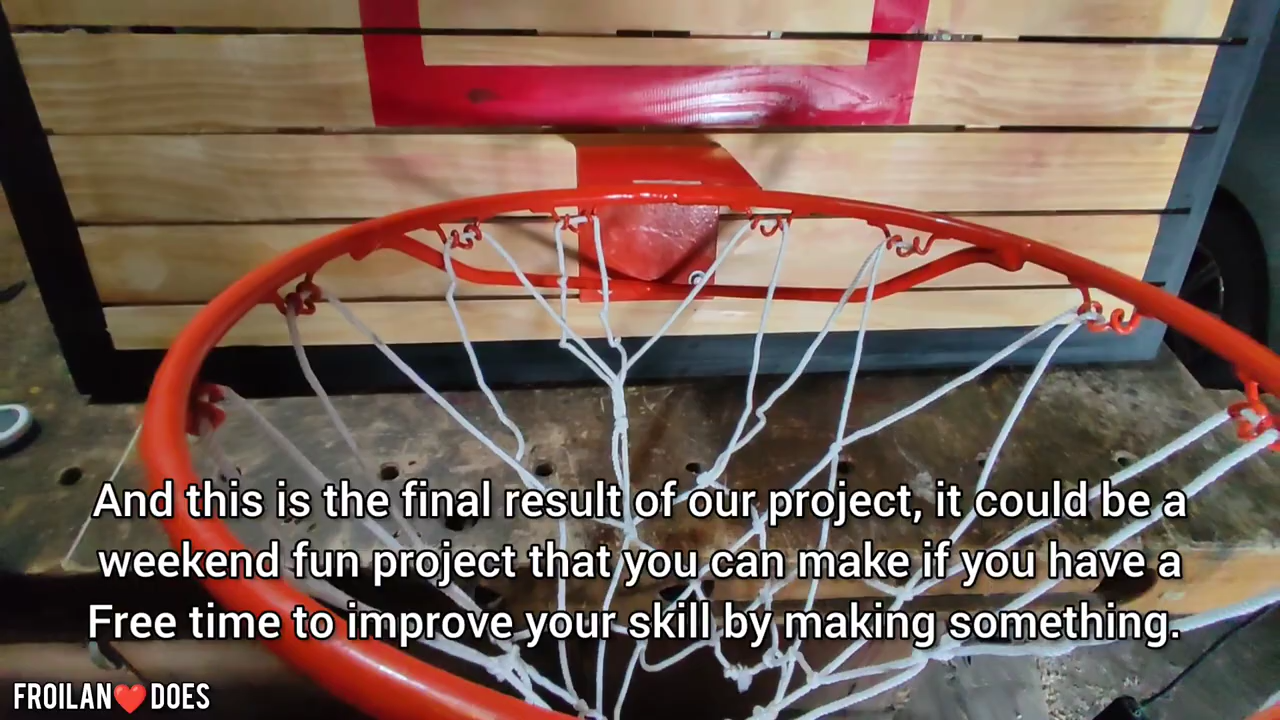 And this is the final result of our project, it could be a
weekend fun project that you can make if you have a
Free time to improve your skill by making something.
FROILAN❤️DOES